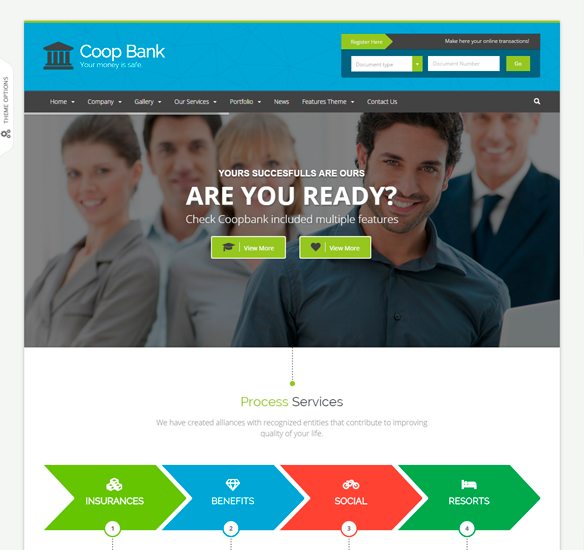 Coop Bank
Your money is safe.
Register Here
Make here your online transactions!
Document type
Document Number
Go
THEME OPTIONS
Home
Company
Gallery
Our Services
Portfolio
News
Features Theme
Contact Us
YOURS SUCCESFULLS ARE OURS
ARE YOU READY?
Check Coopbank included multiple features
View More
View More
Process Services
We have created alliances with recognized entities that contribute to improving
quality of your life.
INSURANCES
BENEFITS
SOCIAL
RESORTS
1
2
3
4